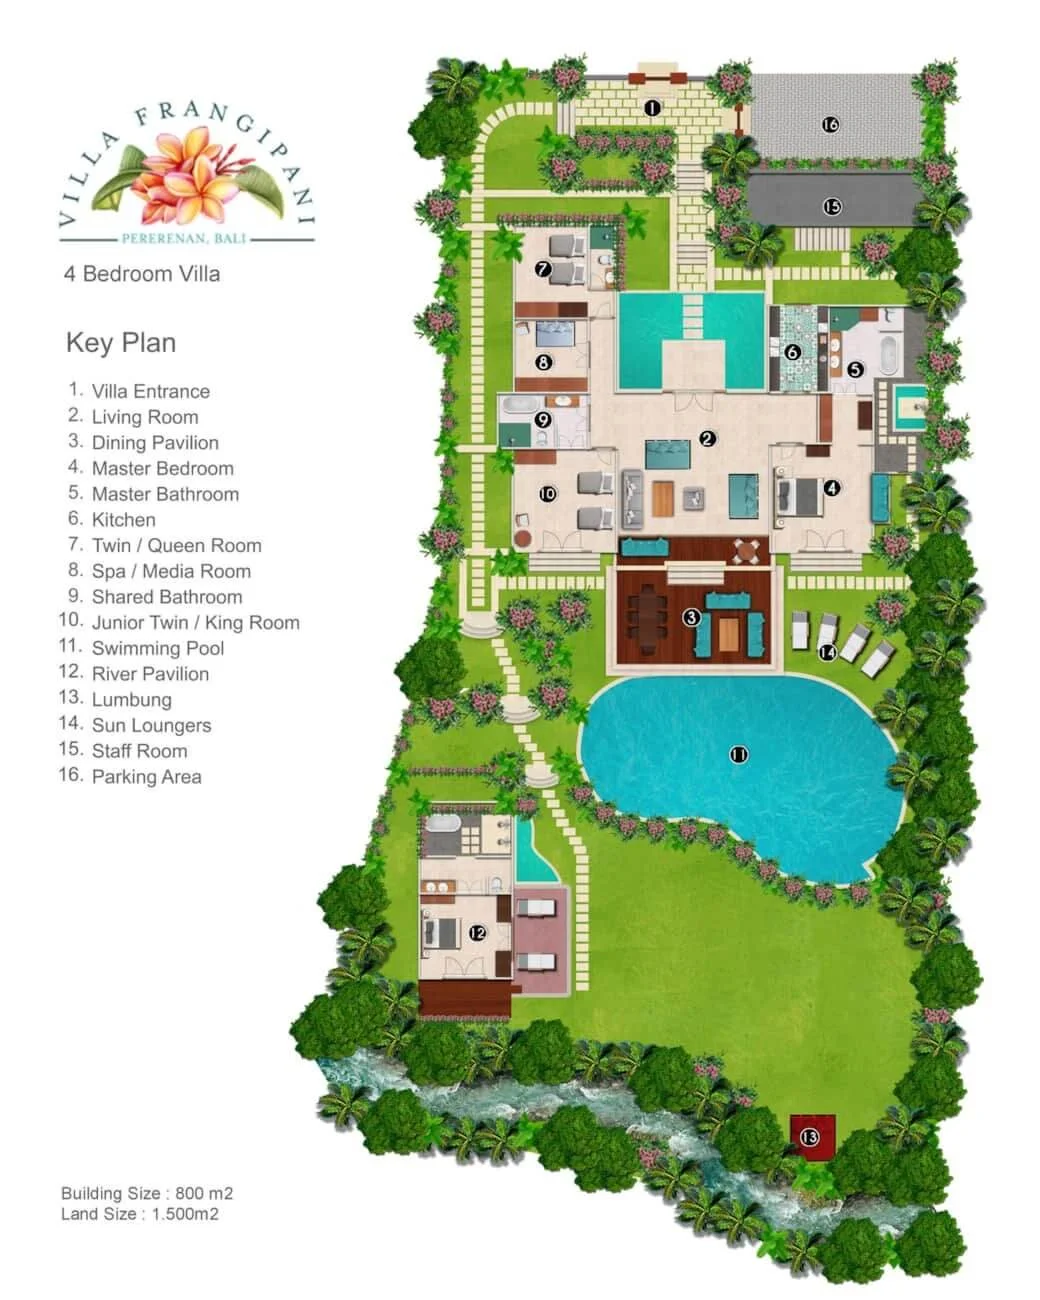 VILLA FRANGIPANI
PERERENAN, BALI
4 Bedroom Villa
Key Plan
1. Villa Entrance
2. Living Room
3. Dining Pavilion
4. Master Bedroom
5. Master Bathroom
6. Kitchen
7. Twin / Queen Room
8. Spa / Media Room
9. Shared Bathroom
10. Junior Twin / King Room
11. Swimming Pool
12. River Pavilion
13. Lumbung
14. Sun Loungers
15. Staff Room
16. Parking Area
1
16
15
7
6
8
5
9
2
4
10
3
14
11
12
13
Building Size : 800 m2
Land Size : 1.500m2